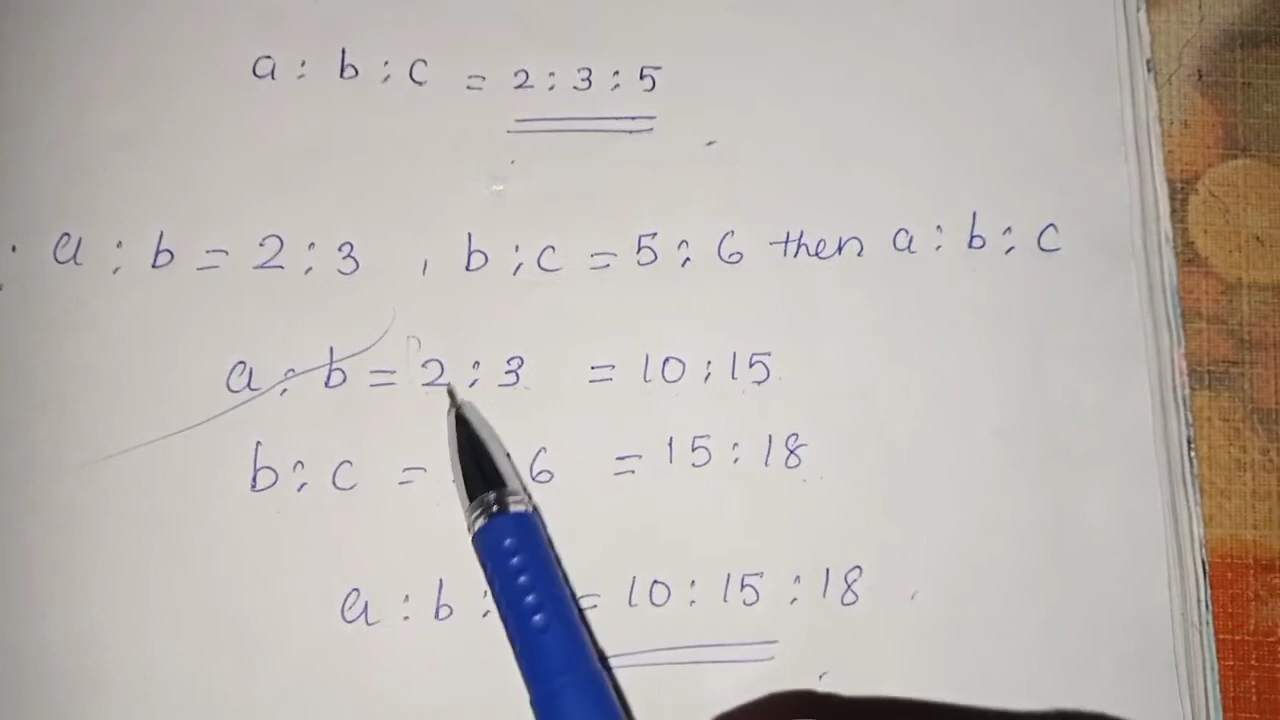 a : b : c = 2 : 3 : 5
a : b = 2 : 3 , b : c = 5 : 6 then a : b : c
a : b = 2 : 3 = 10 : 15
b : c = 6 = 15 : 18
a : b : = 10 : 15 : 18